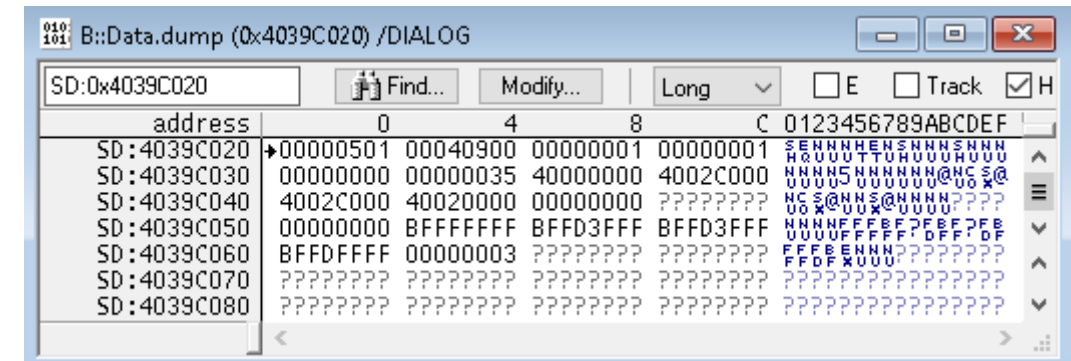 B::Data.dump (0x4039C020) /DIALOG
SD:0x4039C020 Find... Modify... Long E Track H
address 0 4 8 C 0123456789ABCDEF
SD:4039C020 00000501 00040900 00000001 00000001
SD:4039C030 00000000 00000035 40000000 4002C000
SD:4039C040 4002C000 40020000 00000000 ????????
SD:4039C050 00000000 BFFFFFFF BFFD3FFF BFFD3FFF
SD:4039C060 BFFDFFFF 00000003 ???????? ????????
SD:4039C070 ???????? ???????? ???????? ???????? ????????????????
SD:4039C080 ???????? ???????? ???????? ???????? ????????????????